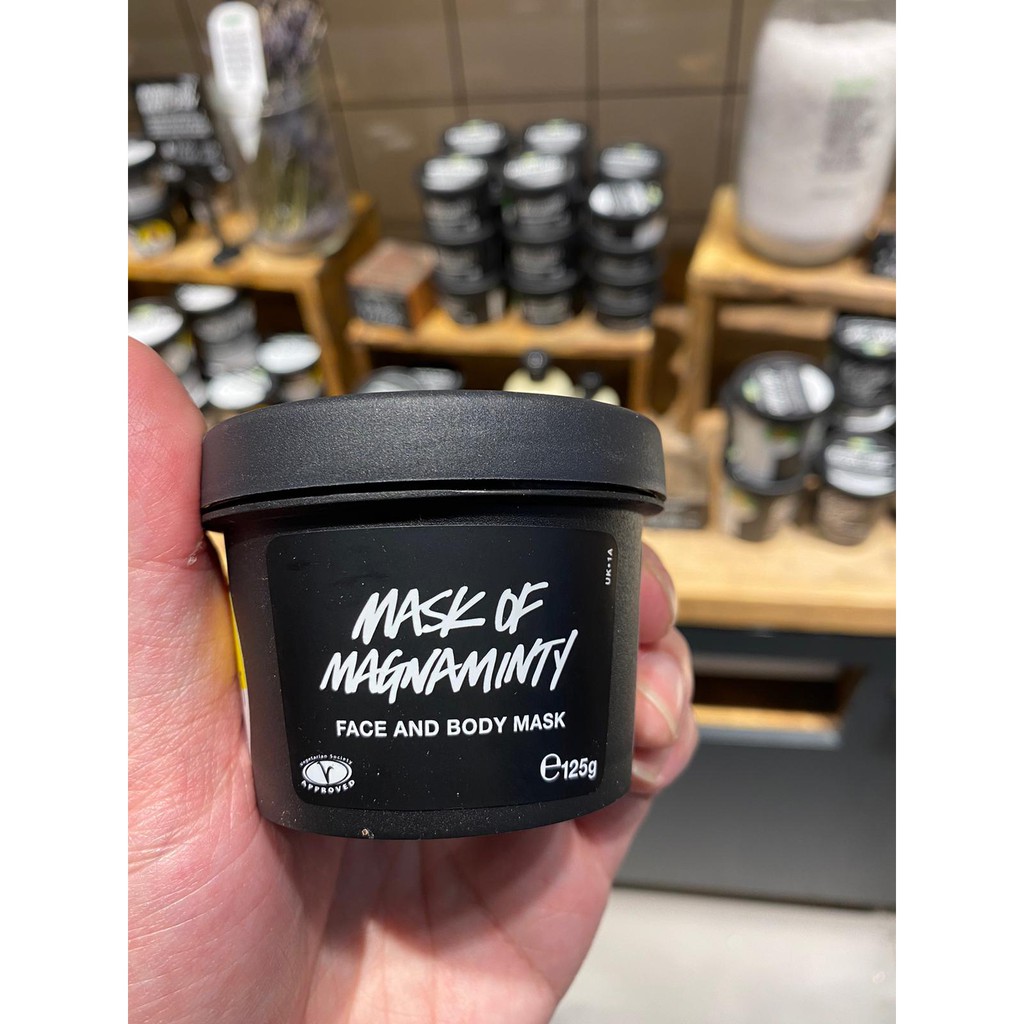 UK•1A
MASK OF
MAGNAMINTY
FACE AND BODY MASK
Vegetarian Society
APPROVED
℮125g